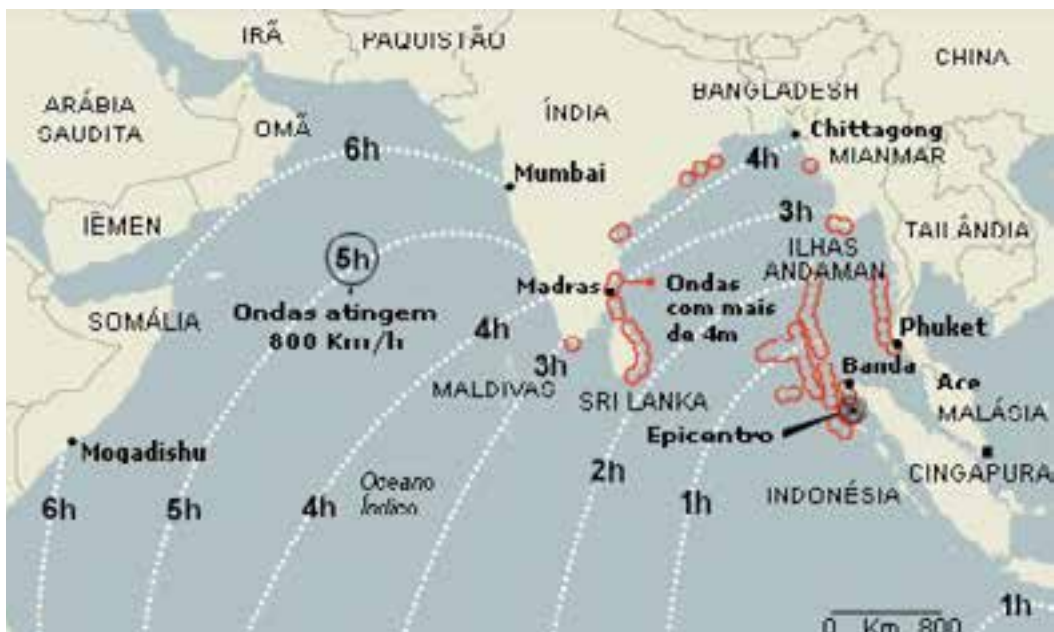 IRÃ
PAQUISTÃO
CHINA
ARÁBIA
SAUDITA
OMÃ
ÍNDIA
BANGLADESH
Chittagong
MIANMAR
6h
4h
Mumbai
IÊMEN
3h
TAILÂNDIA
5h
ILHAS
ANDAMAN
Madras
Ondas
com mais
de 4m
Ondas atingem
800 Km/h
SOMÁLIA
4h
Phuket
3h
MALDIVAS
Banda
Ace
SRI LANKA
MALÁSIA
Epicentro
Mogadishu
CINGAPURA
2h
Oceano
Índico
INDONÉSIA
1h
6h
5h
4h
1h
0 Km 800